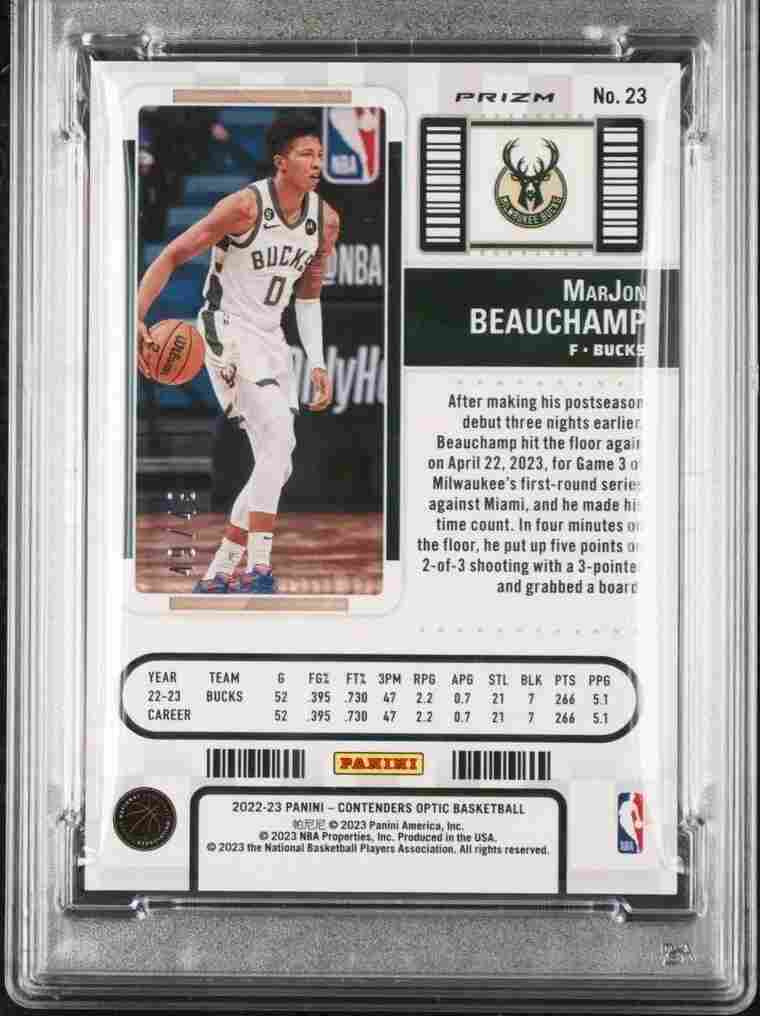 PRIZM No. 23
NBA
MILWAUKEE BUCKS
@NBA
BUCKS
0
Wilson
MARJON
BEAUCHAMP
F · BUCKS
After making his postseason
debut three nights earlier,
Beauchamp hit the floor again
on April 22, 2023, for Game 3 of
Milwaukee's first-round series
against Miami, and he made his
time count. In four minutes on
the floor, he put up five points on
2-of-3 shooting with a 3-pointer
and grabbed a board
YEAR TEAM G FG% FT% 3PM RPG APG STL BLK PTS PPG
22-23 BUCKS 52 .395 .730 47 2.2 0.7 21 7 266 5.1
CAREER 52 .395 .730 47 2.2 0.7 21 7 266 5.1
PANINI
2022-23 PANINI – CONTENDERS OPTIC BASKETBALL
帕尼尼 © 2023 Panini America, Inc.
© 2023 NBA Properties, Inc. Produced in the USA.
© 2023 the National Basketball Players Association. All rights reserved.
NBA